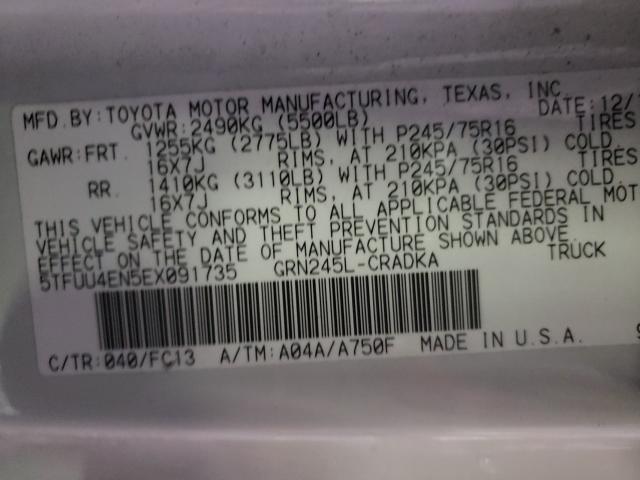 MFD.BY:TOYOTA MOTOR MANUFACTURING, TEXAS, INC. DATE:12/
GVWR:2490KG (5500LB)
GAWR:FRT. 1255KG (2775LB) WITH P245/75R16 TIRES
16X7J RIMS, AT 210KPA (30PSI) COLD
RR. 1410KG (3110LB) WITH P245/75R16 TIRES
16X7J RIMS, AT 210KPA (30PSI) COLD
THIS VEHICLE CONFORMS TO ALL APPLICABLE FEDERAL MOT
VEHICLE SAFETY AND THEFT PREVENTION STANDARDS IN
EFFECT ON THE DATE OF MANUFACTURE SHOWN ABOVE.
5TFUU4EN5EX091735 GRN245L-CRADKA TRUCK
C/TR:040/FC13 A/TM:A04A/A750F MADE IN U.S.A.